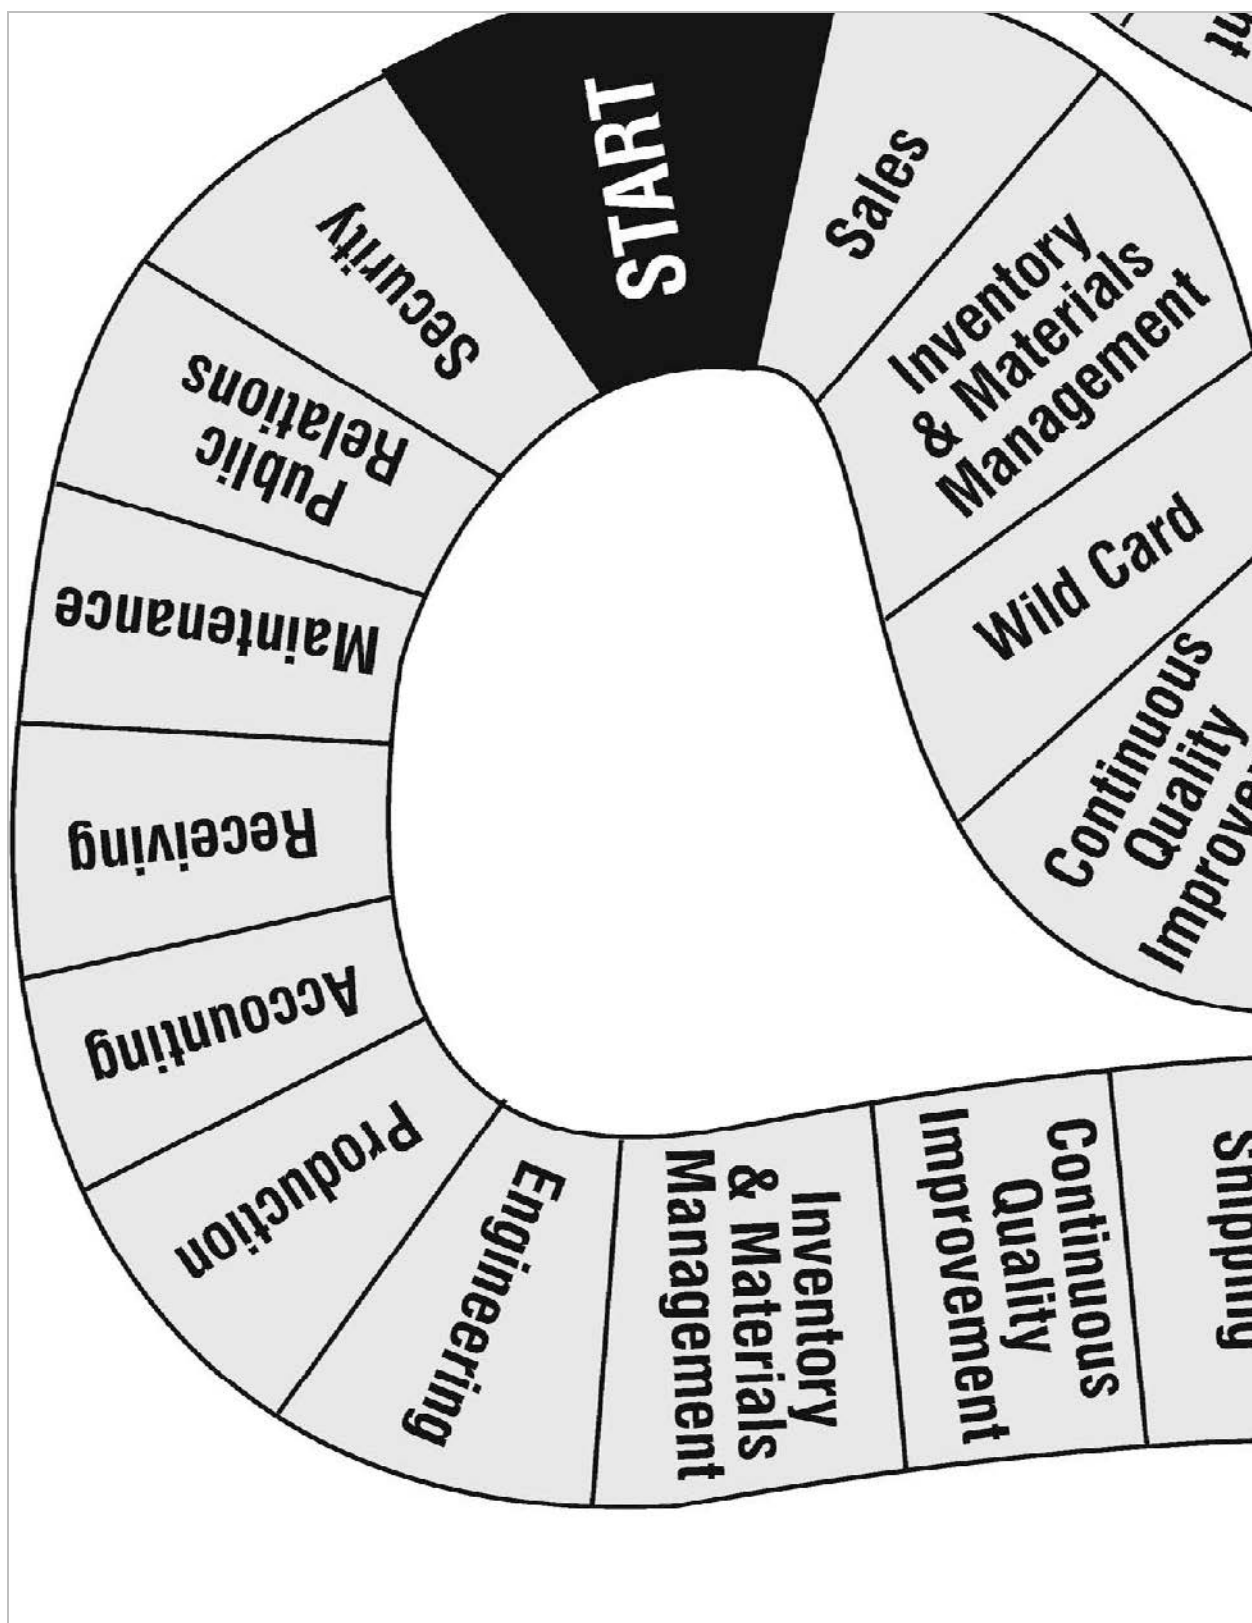 START
Sales
Inventory
& Materials
Management
Wild Card
Continuous
Quality
Security
Public
Relations
Maintenance
Receiving
Accounting
Production
Engineering
Inventory
& Materials
Management
Continuous
Quality
Improvement
Shipping